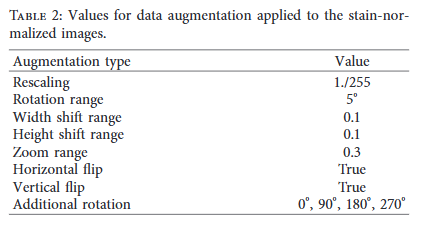 TABLE 2: Values for data augmentation applied to the stain-nor-
malized images.
Augmentation type Value
Rescaling 1./255
Rotation range 5°
Width shift range 0.1
Height shift range 0.1
Zoom range 0.3
Horizontal flip True
Vertical flip True
Additional rotation 0°, 90°, 180°, 270°